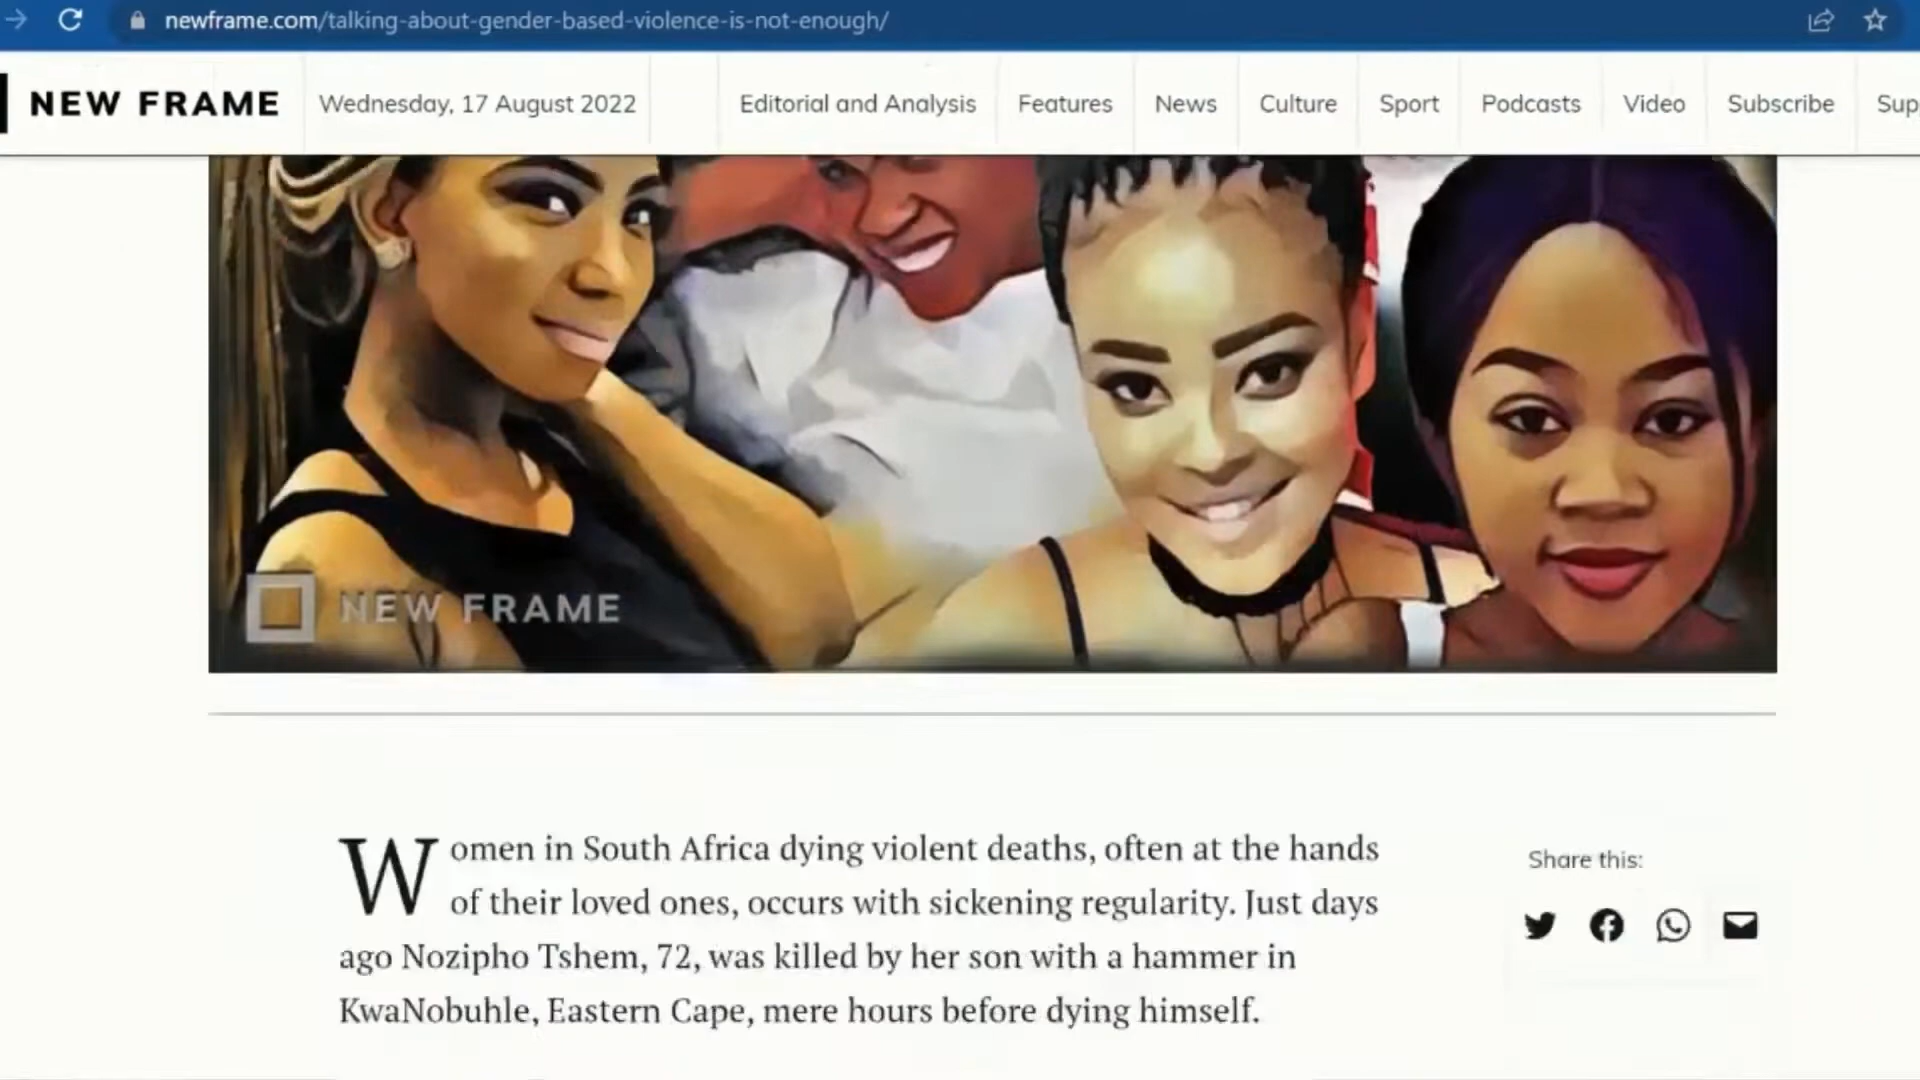 newframe.com/talking-about-gender-based-violence-is-not-enough/
NEW FRAME
Wednesday, 17 August 2022
Editorial and Analysis
Features
News
Culture
Sport
Podcasts
Video
Subscribe
Sup
NEW FRAME
Women in South Africa dying violent deaths, often at the hands
of their loved ones, occurs with sickening regularity. Just days
ago Nozipho Tshem, 72, was killed by her son with a hammer in
KwaNobuhle, Eastern Cape, mere hours before dying himself.
Share this: